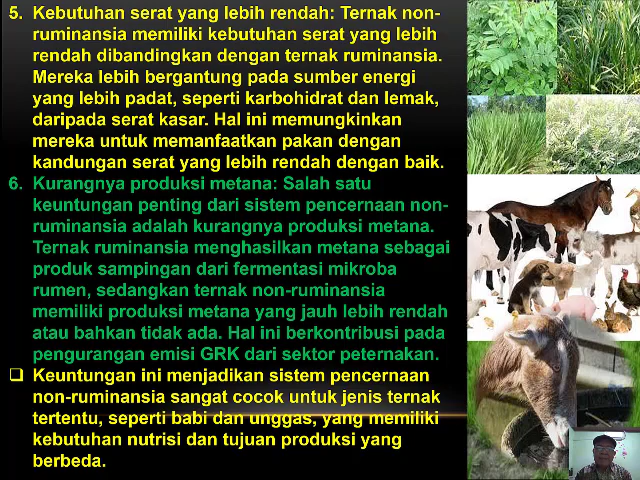 5. Kebutuhan serat yang lebih rendah: Ternak non-
ruminansia memiliki kebutuhan serat yang lebih
rendah dibandingkan dengan ternak ruminansia.
Mereka lebih bergantung pada sumber energi
yang lebih padat, seperti karbohidrat dan lemak,
daripada serat kasar. Hal ini memungkinkan
mereka untuk memanfaatkan pakan dengan
kandungan serat yang lebih rendah dengan baik.
6. Kurangnya produksi metana: Salah satu
keuntungan penting dari sistem pencernaan non-
ruminansia adalah kurangnya produksi metana.
Ternak ruminansia menghasilkan metana sebagai
produk sampingan dari fermentasi mikroba
rumen, sedangkan ternak non-ruminansia
memiliki produksi metana yang jauh lebih rendah
atau bahkan tidak ada. Hal ini berkontribusi pada
pengurangan emisi GRK dari sektor peternakan.
❑ Keuntungan ini menjadikan sistem pencernaan
non-ruminansia sangat cocok untuk jenis ternak
tertentu, seperti babi dan unggas, yang memiliki
kebutuhan nutrisi dan tujuan produksi yang
berbeda.